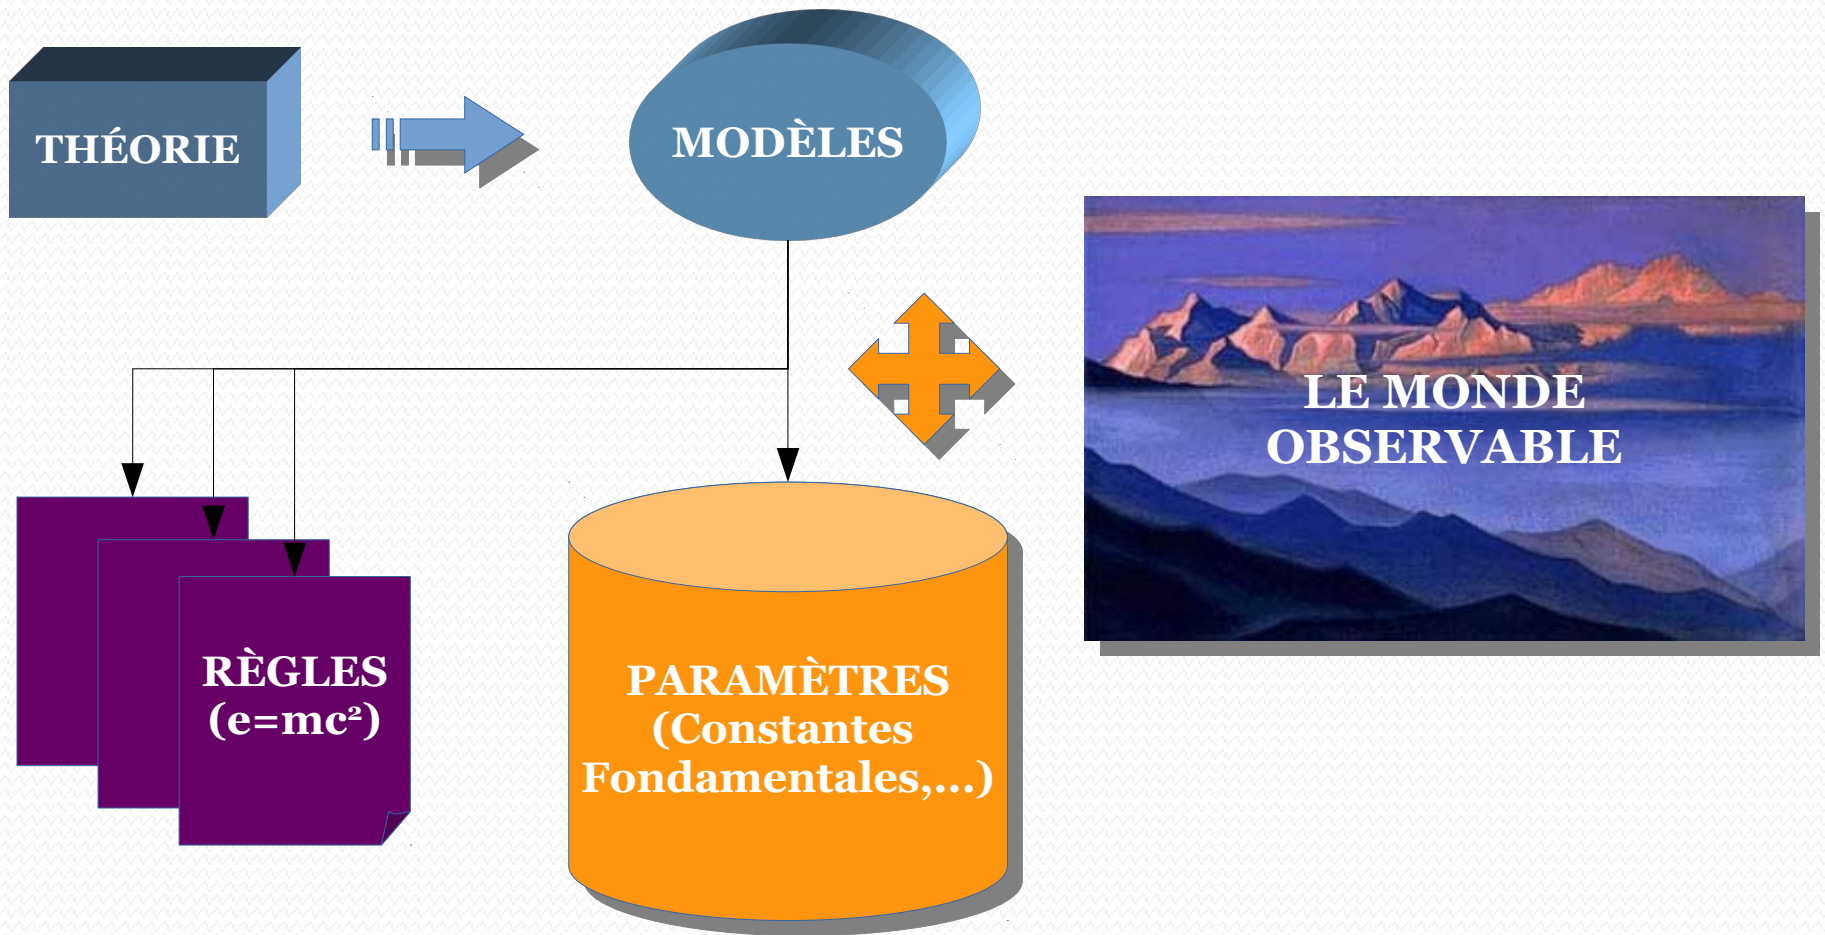 THÉORIE
MODÈLES
LE MONDE
OBSERVABLE
RÈGLES
(e=mc²)
PARAMÈTRES
(Constantes
Fondamentales,...)